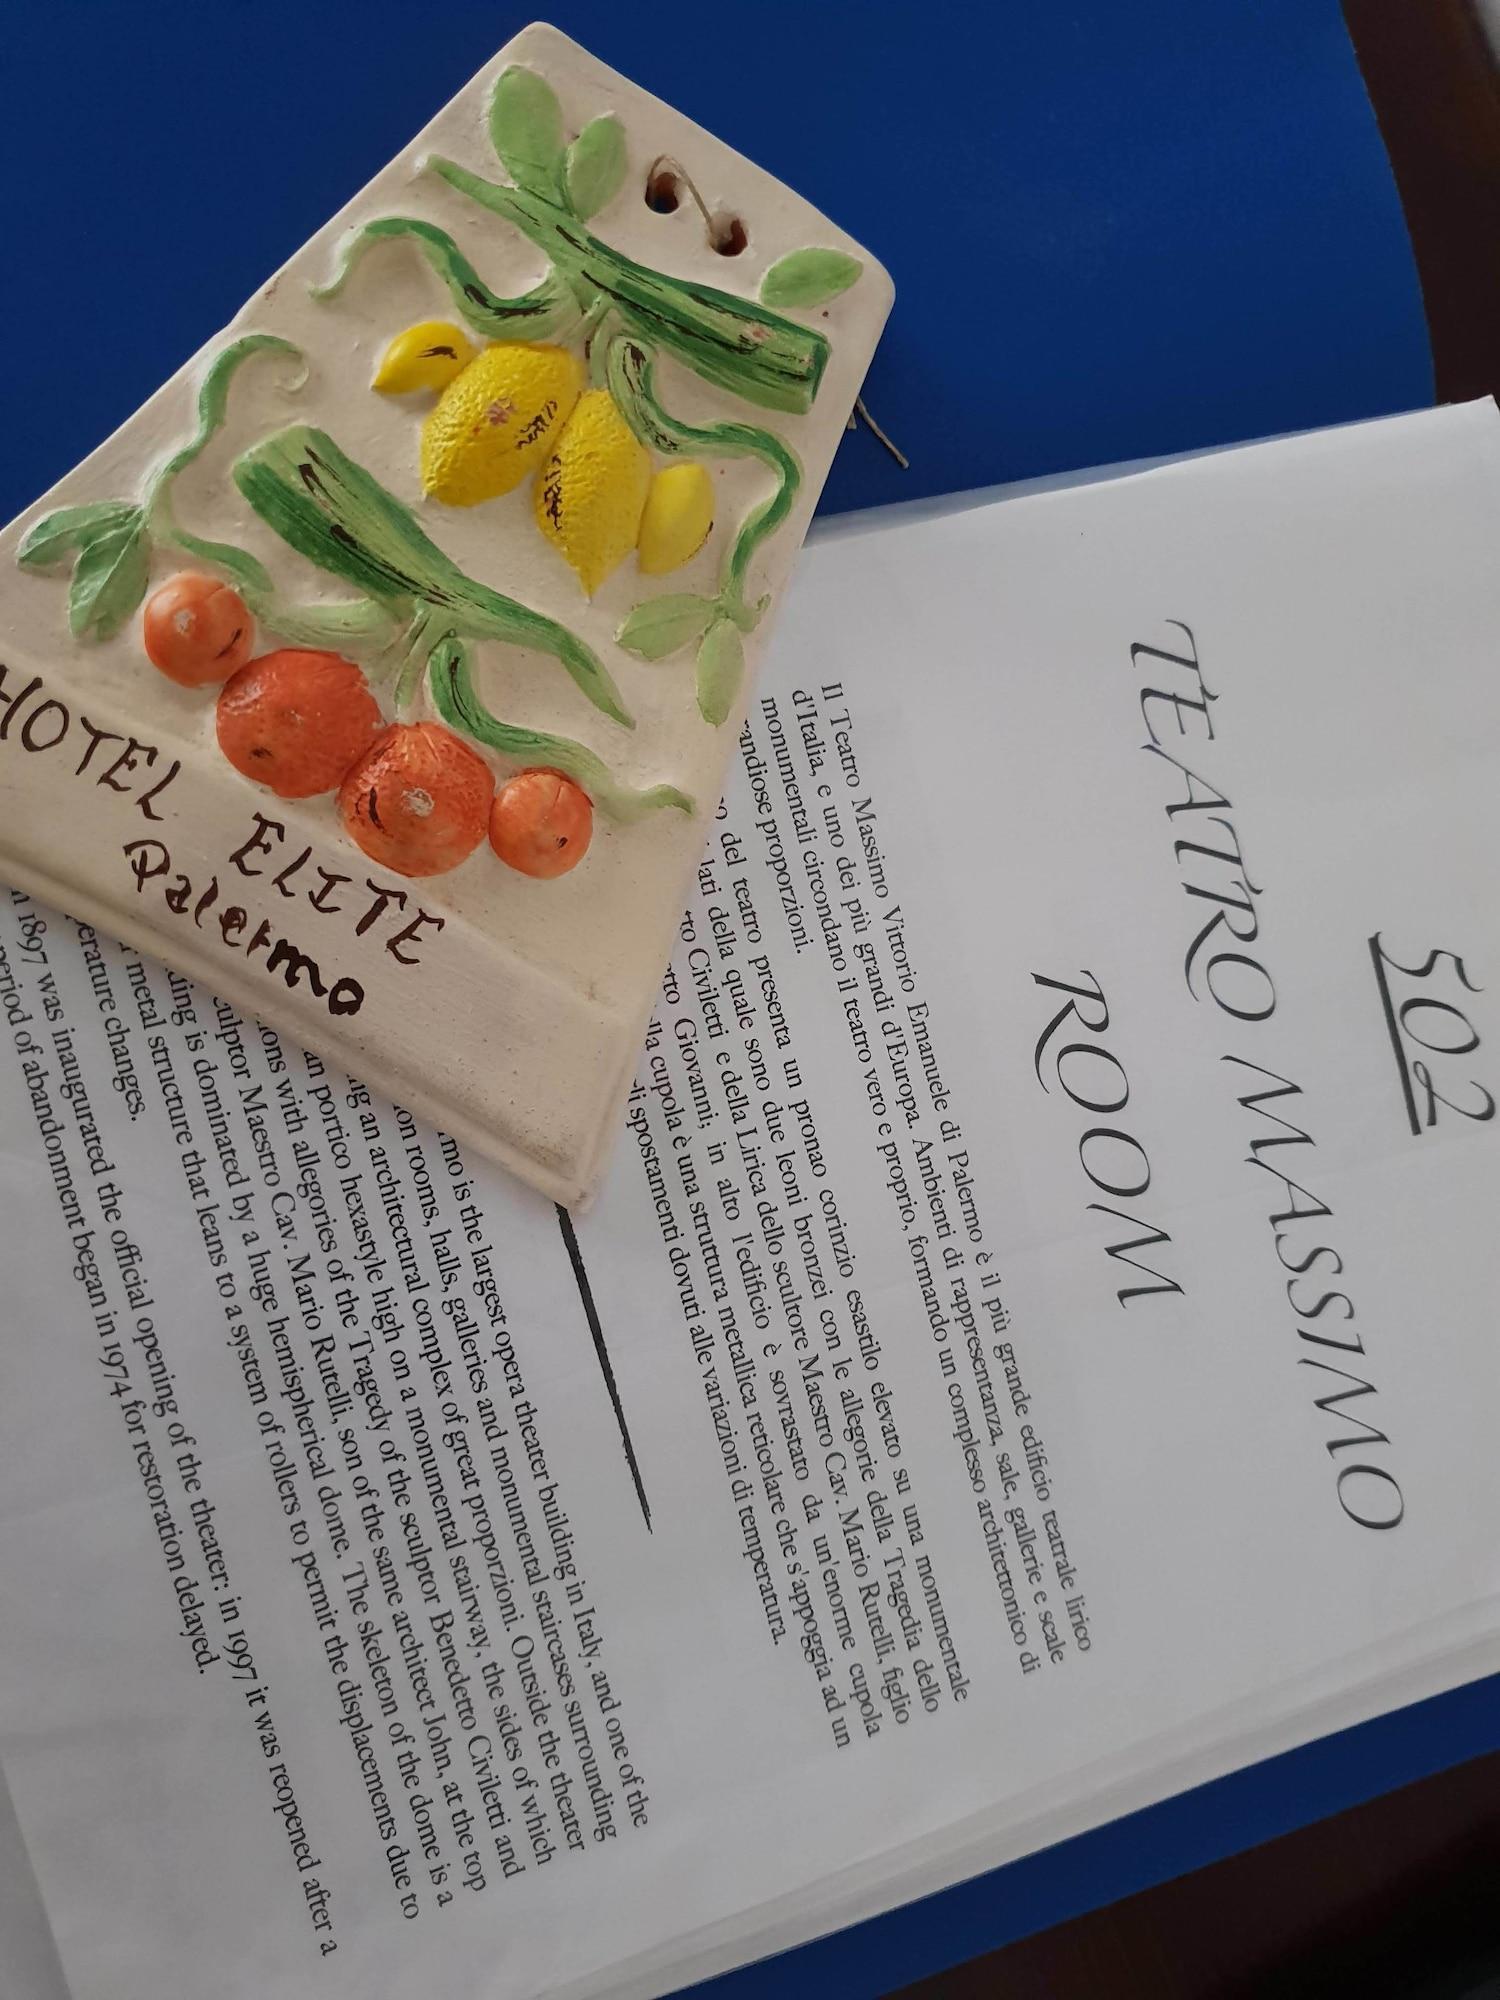 HOTEL ELITE
Palermo
502
TEATRO MASSIMO
ROOM
Il Teatro Massimo Vittorio Emanuele di Palermo è il più grande edificio teatrale lirico
d'Italia, e uno dei più grandi d'Europa. Ambienti di rappresentanza, sale, gallerie e scale
monumentali circondano il teatro vero e proprio, formando un complesso architettonico di
randiose proporzioni.
del teatro presenta un pronao corinzio esastilo elevato su una monumentale
lati della quale sono due leoni bronzei con le allegorie della Tragedia dello
to Civiletti e della Lirica dello scultore Maestro Cav. Mario Rutelli, figlio
tto Giovanni; in alto l'edificio è sovrastato da un'enorme cupola
lla cupola è una struttura metallica reticolare che s'appoggia ad un
di spostamenti dovuti alle variazioni di temperatura.
mo is the largest opera theater building in Italy, and one of the
on rooms, halls, galleries and monumental staircases surrounding
ng an architectural complex of great proporzioni. Outside the theater
an portico hexastyle high on a monumental stairway, the sides of which
ions with allegories of the Tragedy of the sculptor Benedetto Civiletti and
culptor Maestro Cav. Mario Rutelli, son of the same architect John, at the top
ding is dominated by a huge hemispherical dome. The skeleton of the dome is a
r metal structure that leans to a system of rollers to permit the displacements due to
perature changes.
n 1897 was inaugurated the official opening of the theater: in 1997 it was reopened after a
period of abandonment began in 1974 for restoration delayed.